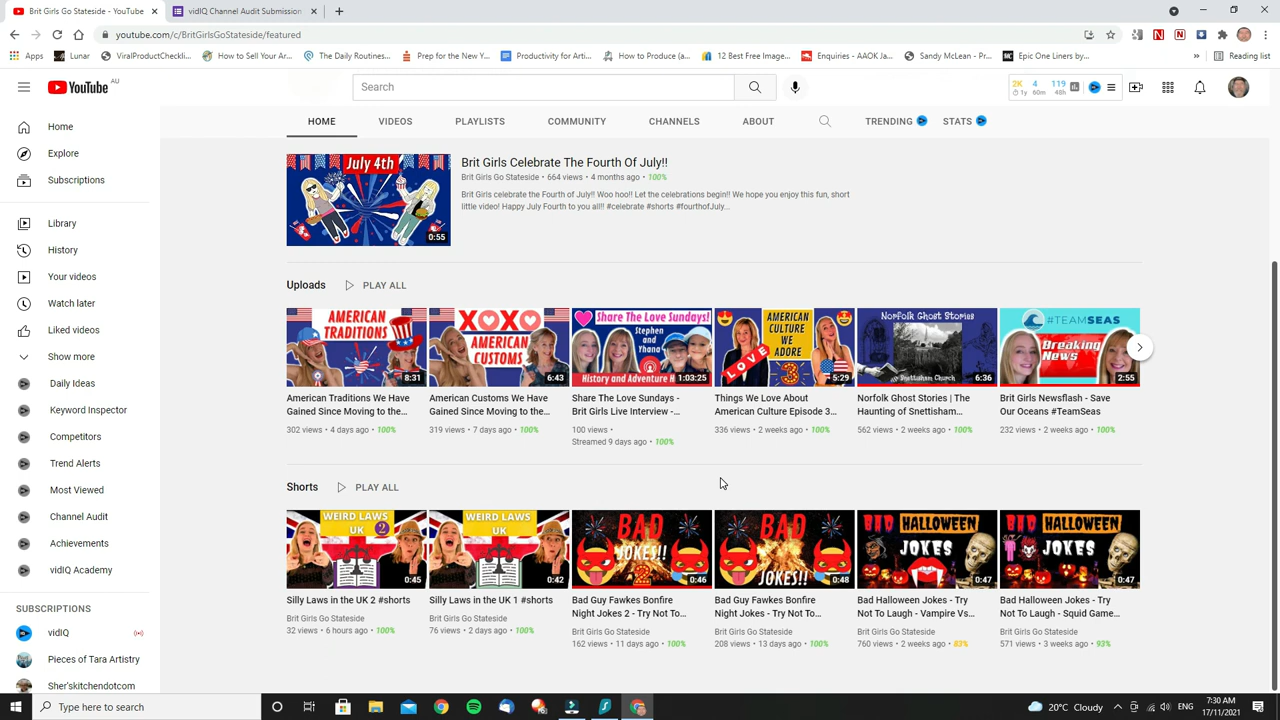 Brit Girls Go Stateside - YouTube
vidIQ Channel Audit Submission
youtube.com/c/BritGirlsGoStateside/featured
Apps
Lunar
ViralProductCheckli...
How to Sell Your Ar...
The Daily Routines...
Prep for the New Y...
Productivity for Arti...
How to Produce (a...
12 Best Free Image...
Enquiries - AAOK Ja...
Sandy McLean - Pr...
Epic One Liners by...
Reading list
YouTube AU
Search
2K 4 119
1y 60m 48h
HOME VIDEOS PLAYLISTS COMMUNITY CHANNELS ABOUT TRENDING STATS
Home
Explore
Subscriptions
Library
History
Your videos
Watch later
Liked videos
Show more
Daily Ideas
Keyword Inspector
Competitors
Trend Alerts
Most Viewed
Channel Audit
Achievements
vidIQ Academy
SUBSCRIPTIONS
vidIQ
Pieces of Tara Artistry
Sher'skitchendotcom
July 4th
0:55
Brit Girls Celebrate The Fourth Of July!!
Brit Girls Go Stateside • 664 views • 4 months ago • 100%
Brit Girls celebrate the Fourth of July!! Woo hoo!! Let the celebrations begin!! We hope you enjoy this fun, short
little video! Happy July Fourth to you all!! #celebrate #shorts #fourthofJuly...
Uploads PLAY ALL
AMERICAN
TRADITIONS
8:31
American Traditions We Have
Gained Since Moving to the...
302 views • 4 days ago • 100%
XOXO
AMERICAN
CUSTOMS
6:43
American Customs We Have
Gained Since Moving to the...
319 views • 7 days ago • 100%
Share The Love Sundays!
Stephen
and
Yhana
History and Adventure
1:03:25
Share The Love Sundays -
Brit Girls Live Interview -...
100 views •
Streamed 9 days ago • 100%
AMERICAN
CULTURE
WE
ADORE
LOVE
3
5:29
Things We Love About
American Culture Episode 3...
336 views • 2 weeks ago • 100%
Norfolk Ghost Stories
Snettisham Church
6:36
Norfolk Ghost Stories | The
Haunting of Snettisham...
562 views • 2 weeks ago • 100%
#TEAMSEAS
Breaking
News
2:55
Brit Girls Newsflash - Save
Our Oceans #TeamSeas
232 views • 2 weeks ago • 100%
Shorts PLAY ALL
WEIRD LAWS
UK 2
0:45
Silly Laws in the UK 2 #shorts
Brit Girls Go Stateside
32 views • 6 hours ago • 100%
WEIRD LAWS
UK
0:42
Silly Laws in the UK 1 #shorts
Brit Girls Go Stateside
76 views • 2 days ago • 100%
BAD
JOKES!!
2
0:46
Bad Guy Fawkes Bonfire
Night Jokes 2 - Try Not To...
Brit Girls Go Stateside
162 views • 11 days ago • 100%
BAD
JOKES!!
0:48
Bad Guy Fawkes Bonfire
Night Jokes - Try Not To...
Brit Girls Go Stateside
208 views • 13 days ago • 100%
BAD HALLOWEEN
JOKES
0:47
Bad Halloween Jokes - Try
Not To Laugh - Vampire Vs...
Brit Girls Go Stateside
760 views • 2 weeks ago • 83%
BAD HALLOWEEN
JOKES
0:47
Bad Halloween Jokes - Try
Not To Laugh - Squid Game...
Brit Girls Go Stateside
571 views • 3 weeks ago • 93%
Type here to search
20°C Cloudy
ENG
7:30 AM
17/11/2021